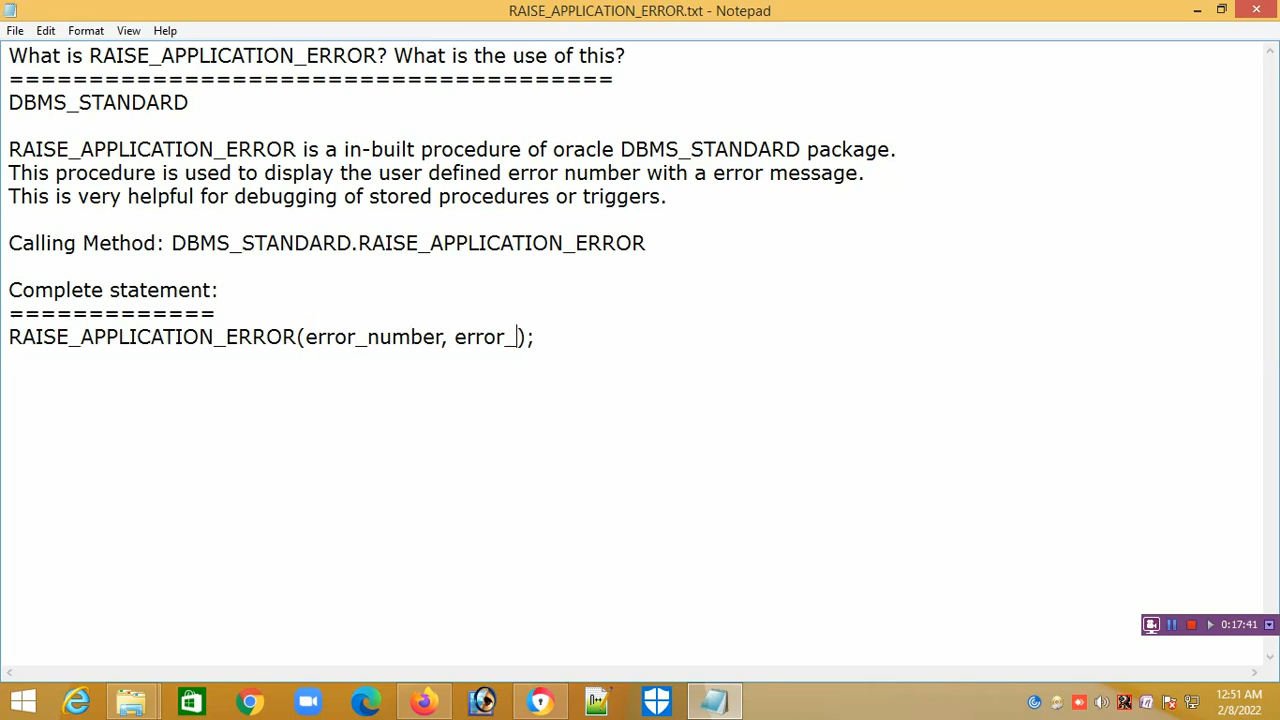 RAISE_APPLICATION_ERROR.txt - Notepad
File Edit Format View Help
What is RAISE_APPLICATION_ERROR? What is the use of this?
======================================
DBMS_STANDARD
RAISE_APPLICATION_ERROR is a in-built procedure of oracle DBMS_STANDARD package.
This procedure is used to display the user defined error number with a error message.
This is very helpful for debugging of stored procedures or triggers.
Calling Method: DBMS_STANDARD.RAISE_APPLICATION_ERROR
Complete statement:
=============
RAISE_APPLICATION_ERROR(error_number, error_);
0:17:41
12:51 AM
2/8/2022